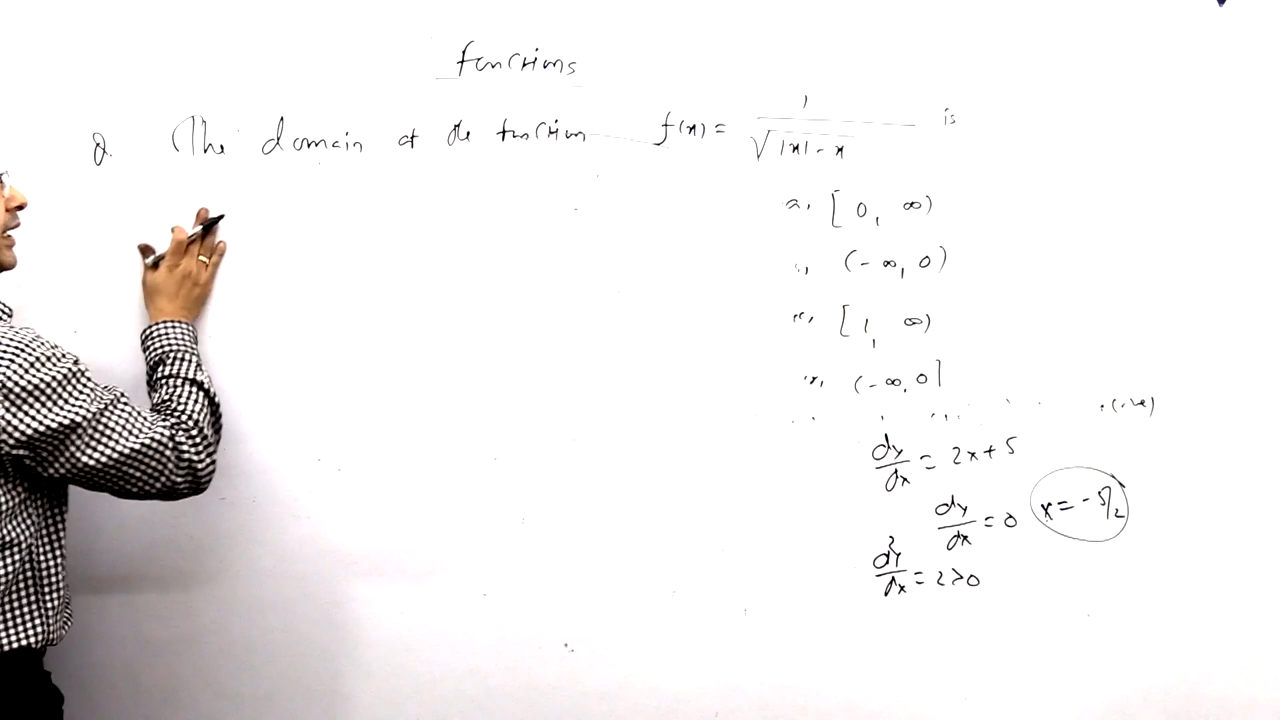 functions
Q. The domain of the function f(x) = 1/√|x| - x is
[0, ∞)
(-∞, 0)
[1, ∞)
(-∞, 0]
dy/dx = 2x+5
dy/dx = 0 x = -5/2
d²y/dx = 2>0